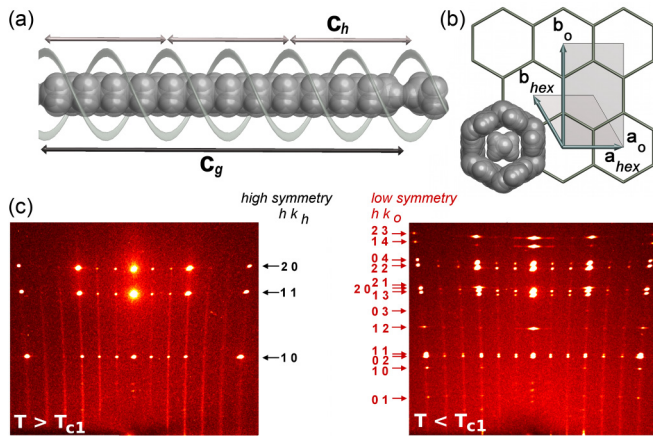 (a)
c_h
c_g
(b)
b_o
b_hex
a_o
a_hex
(c)
high symmetry
h k_h
low symmetry
h k_o
2 0
1 1
1 0
2 3
1 4
0 4
2 2
2 1
2 0
1 3
0 3
1 2
1 1
0 2
1 0
0 1
T > T_c1
T < T_c1